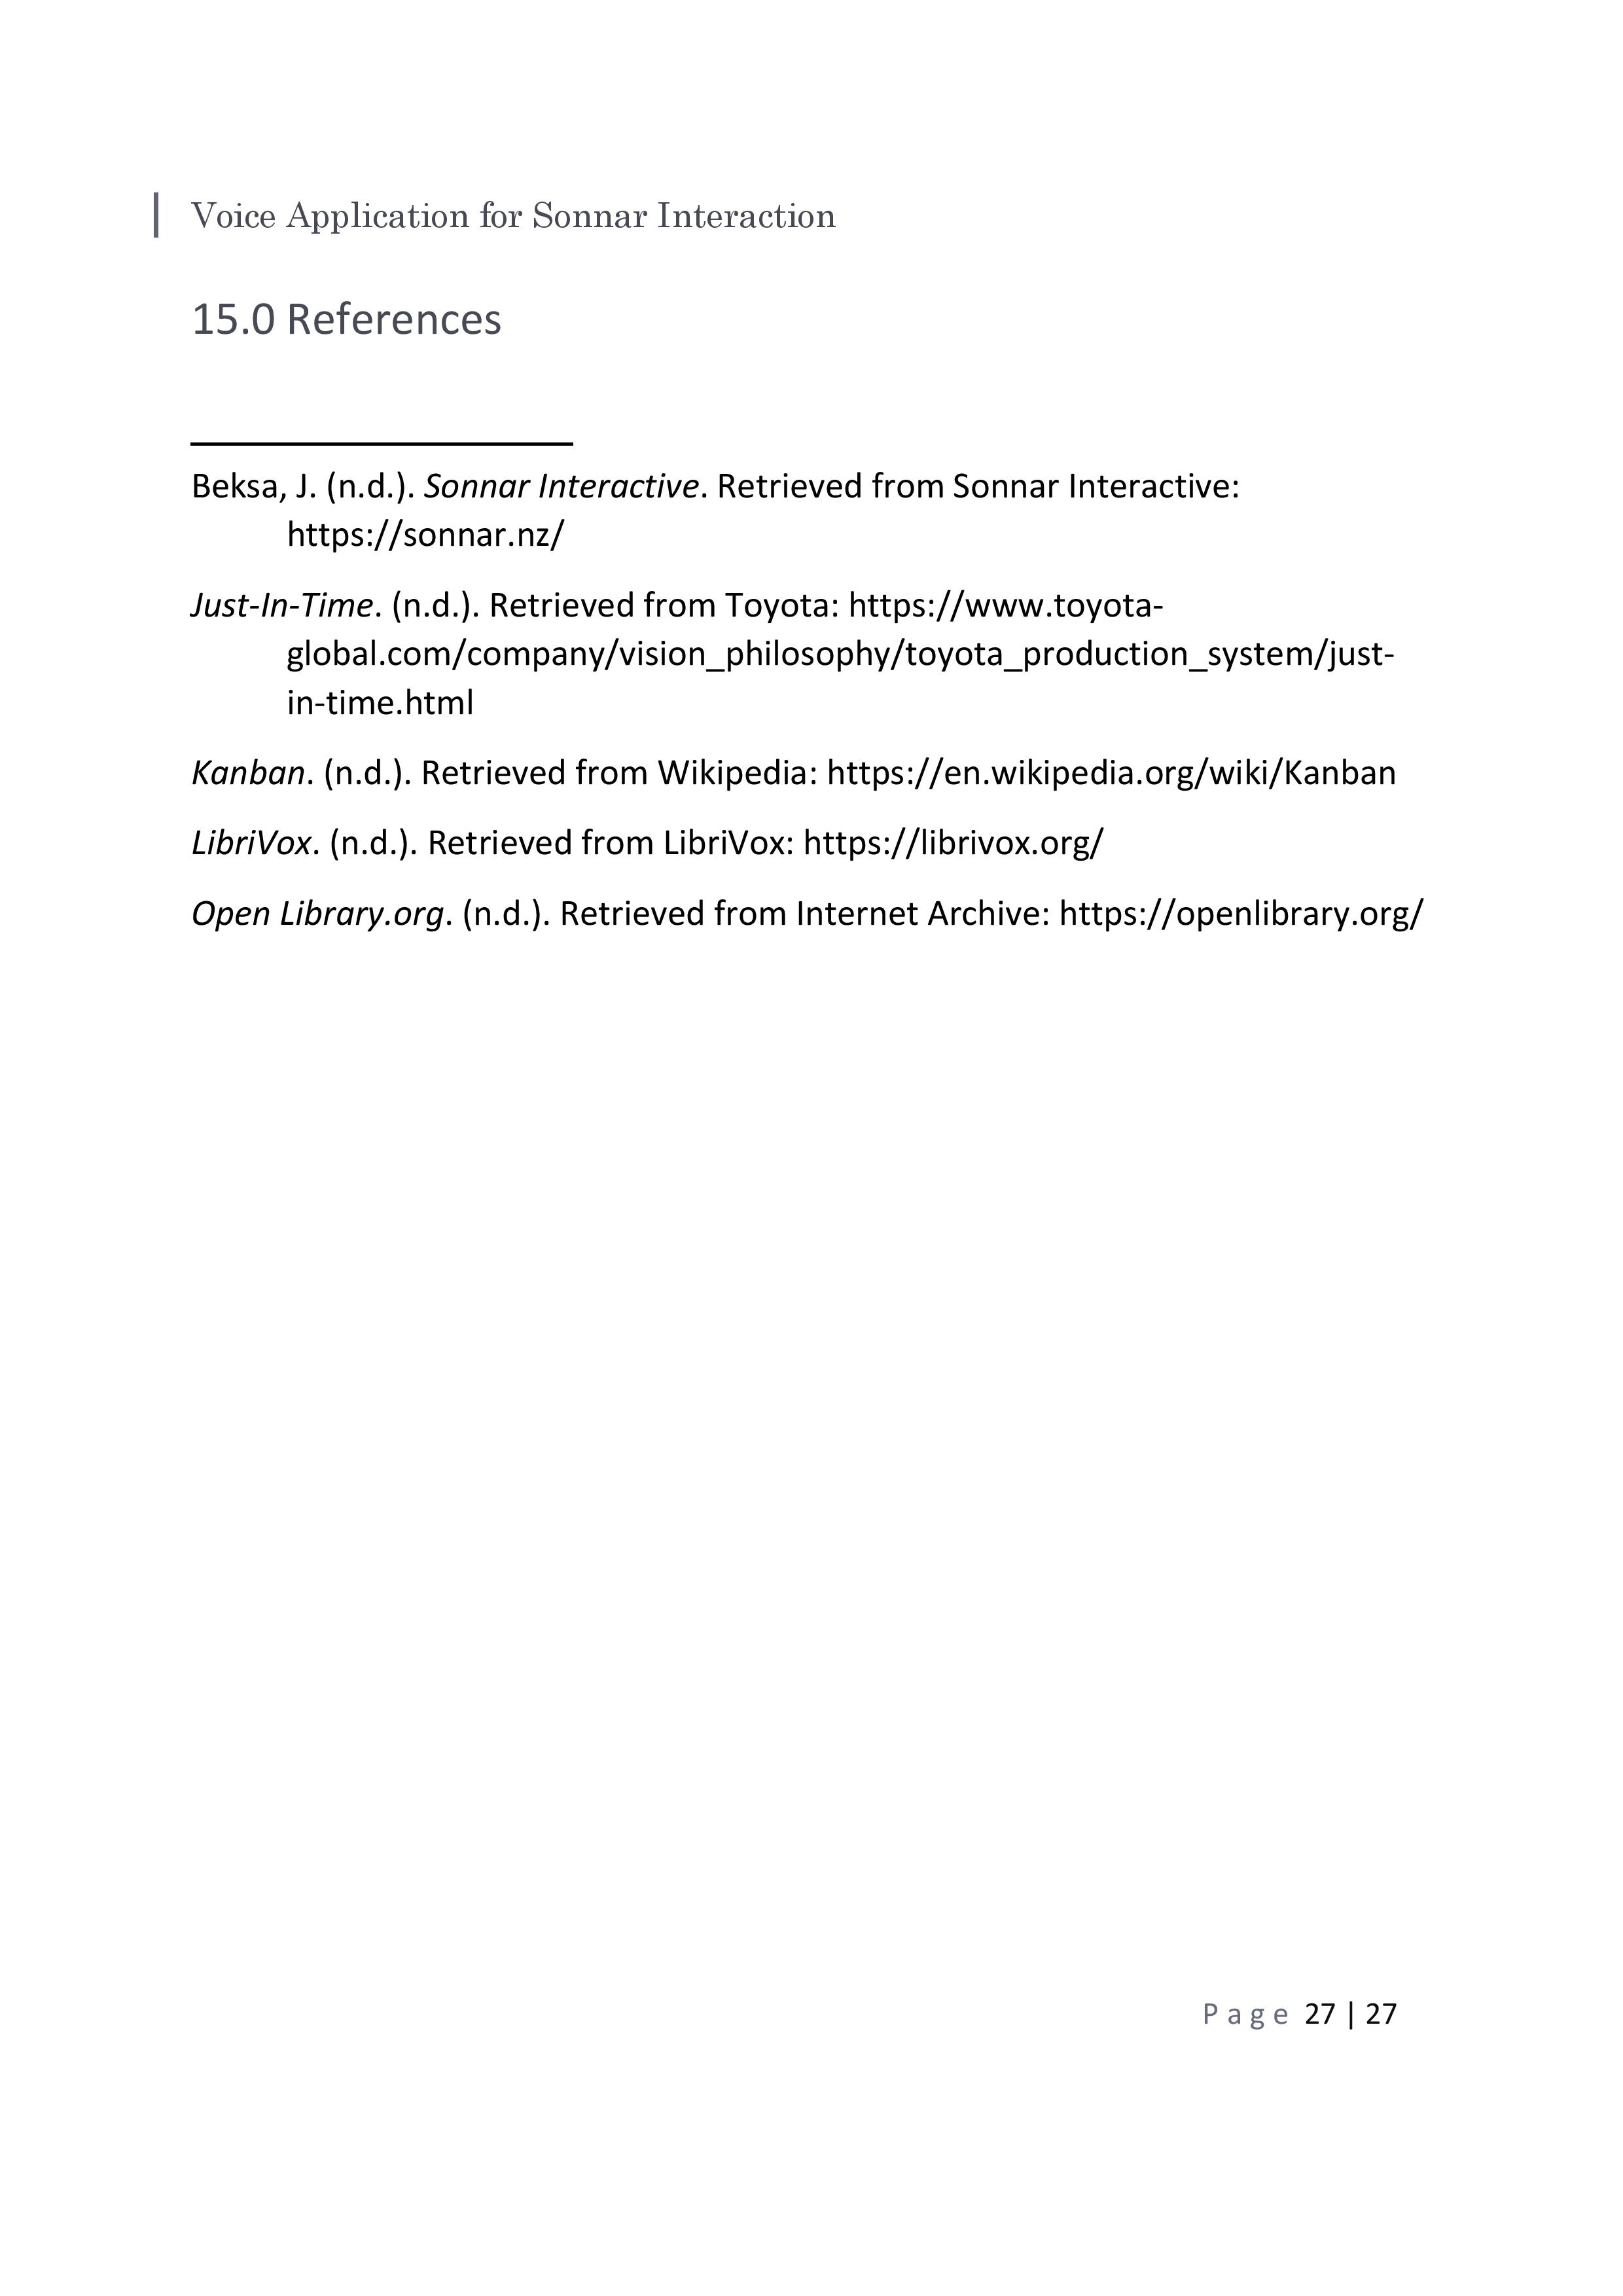 Voice Application for Sonnar Interaction
15.0 References
Beksa, J. (n.d.). Sonnar Interactive. Retrieved from Sonnar Interactive:
https://sonnar.nz/
Just-In-Time. (n.d.). Retrieved from Toyota: https://www.toyota-
global.com/company/vision_philosophy/toyota_production_system/just-
in-time.html
Kanban. (n.d.). Retrieved from Wikipedia: https://en.wikipedia.org/wiki/Kanban
LibriVox. (n.d.). Retrieved from LibriVox: https://librivox.org/
Open Library.org. (n.d.). Retrieved from Internet Archive: https://openlibrary.org/
Page 27 | 27